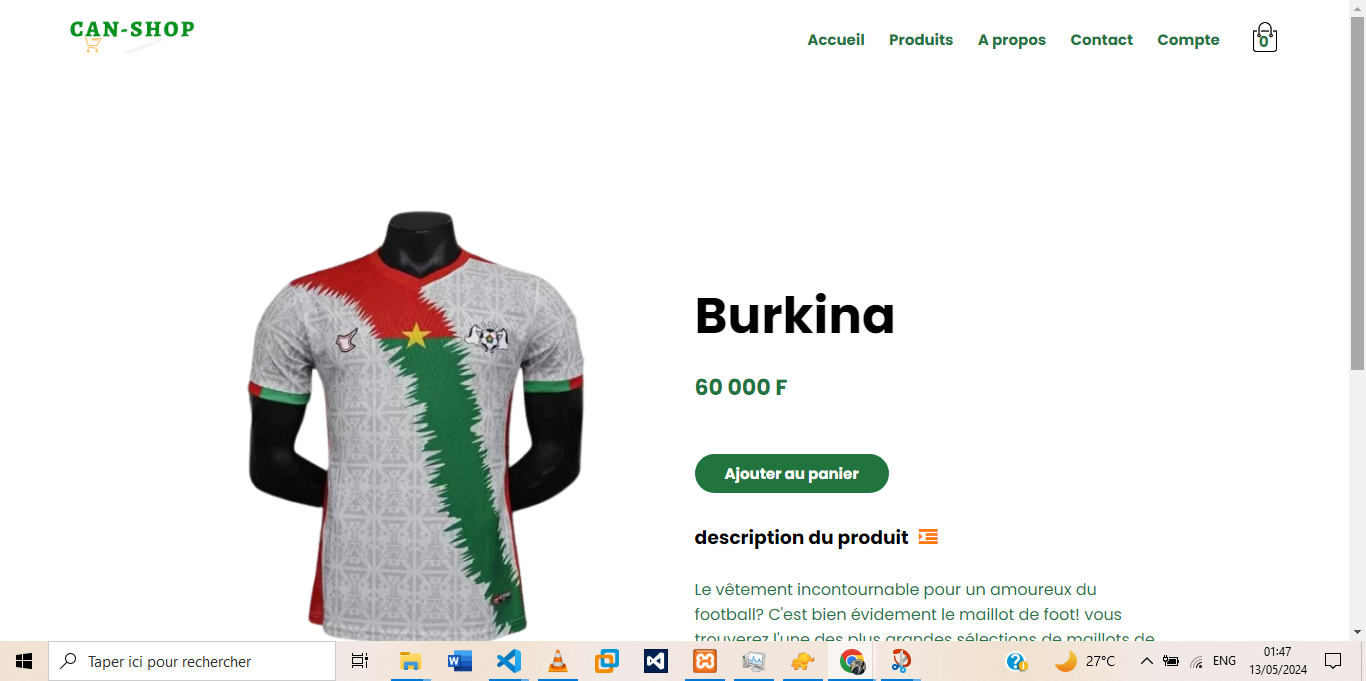 CAN-SHOP
Accueil
Produits
A propos
Contact
Compte
0
Burkina
60 000 F
Ajouter au panier
description du produit
Le vêtement incontournable pour un amoureux du
football? C'est bien évidement le maillot de foot! vous
trouverez l'une des plus grandes sélections de maillots de
Taper ici pour rechercher
27°C
ENG
01:47
13/05/2024